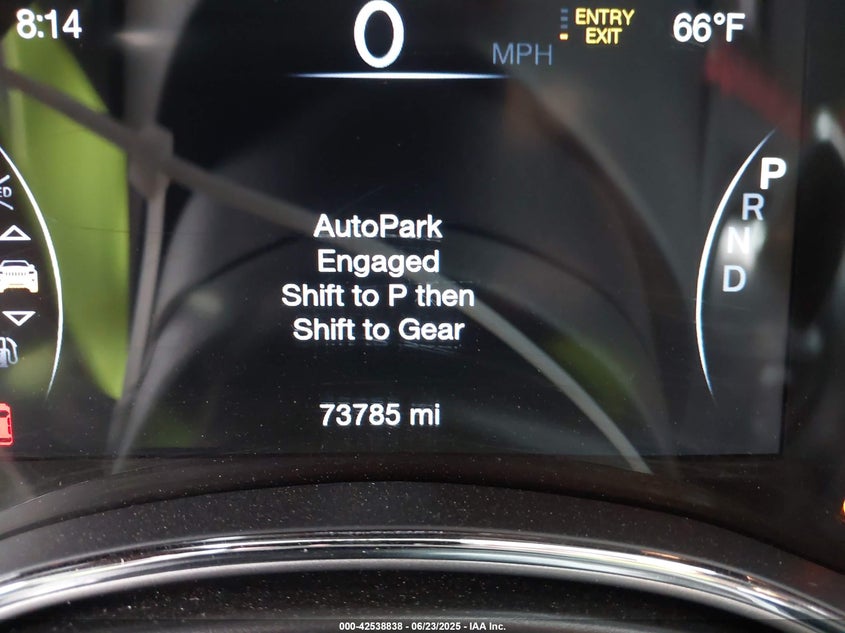 8:14
0
MPH
ENTRY
EXIT
66°F
P
R
N
D
AutoPark
Engaged
Shift to P then
Shift to Gear
73785 mi
000-42538838 - 06/23/2025 - IAA Inc.